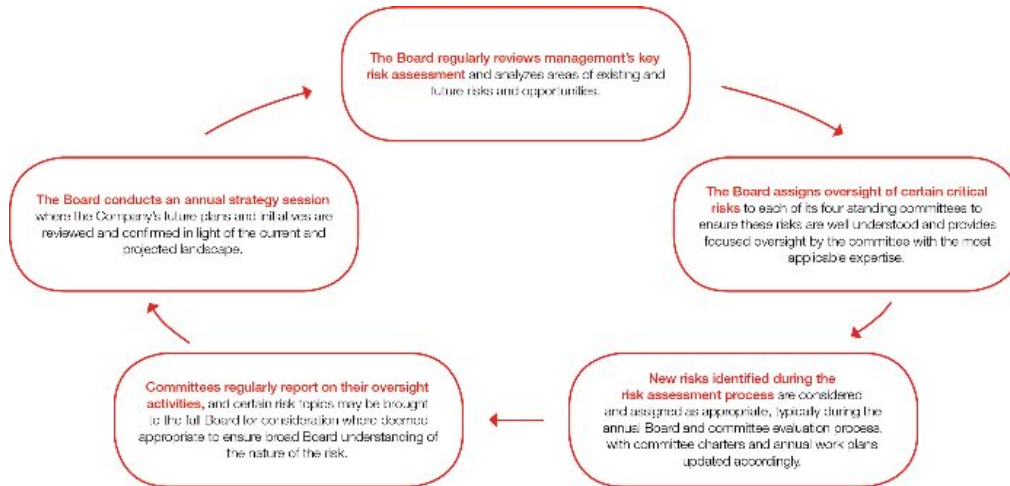 The Board regularly reviews management's key
risk assessment and analyzes areas of existing and
future risks and opportunities.
The Board assigns oversight of certain critical
risks to each of its four standing committees to
ensure these risks are well understood and provides
focused oversight by the committee with the most
applicable expertise.
New risks identified during the
risk assessment process are considered
and assigned as appropriate, typically during the
annual Board and committee evaluation process,
with committee charters and annual work plans
updated accordingly.
Committees regularly report on their oversight
activities, and certain risk topics may be brought
to the full Board for consideration where deemed
appropriate to ensure broad Board understanding of
the nature of the risk.
The Board conducts an annual strategy session
where the Company's future plans and initiatives are
reviewed and confirmed in light of the current and
projected landscape.